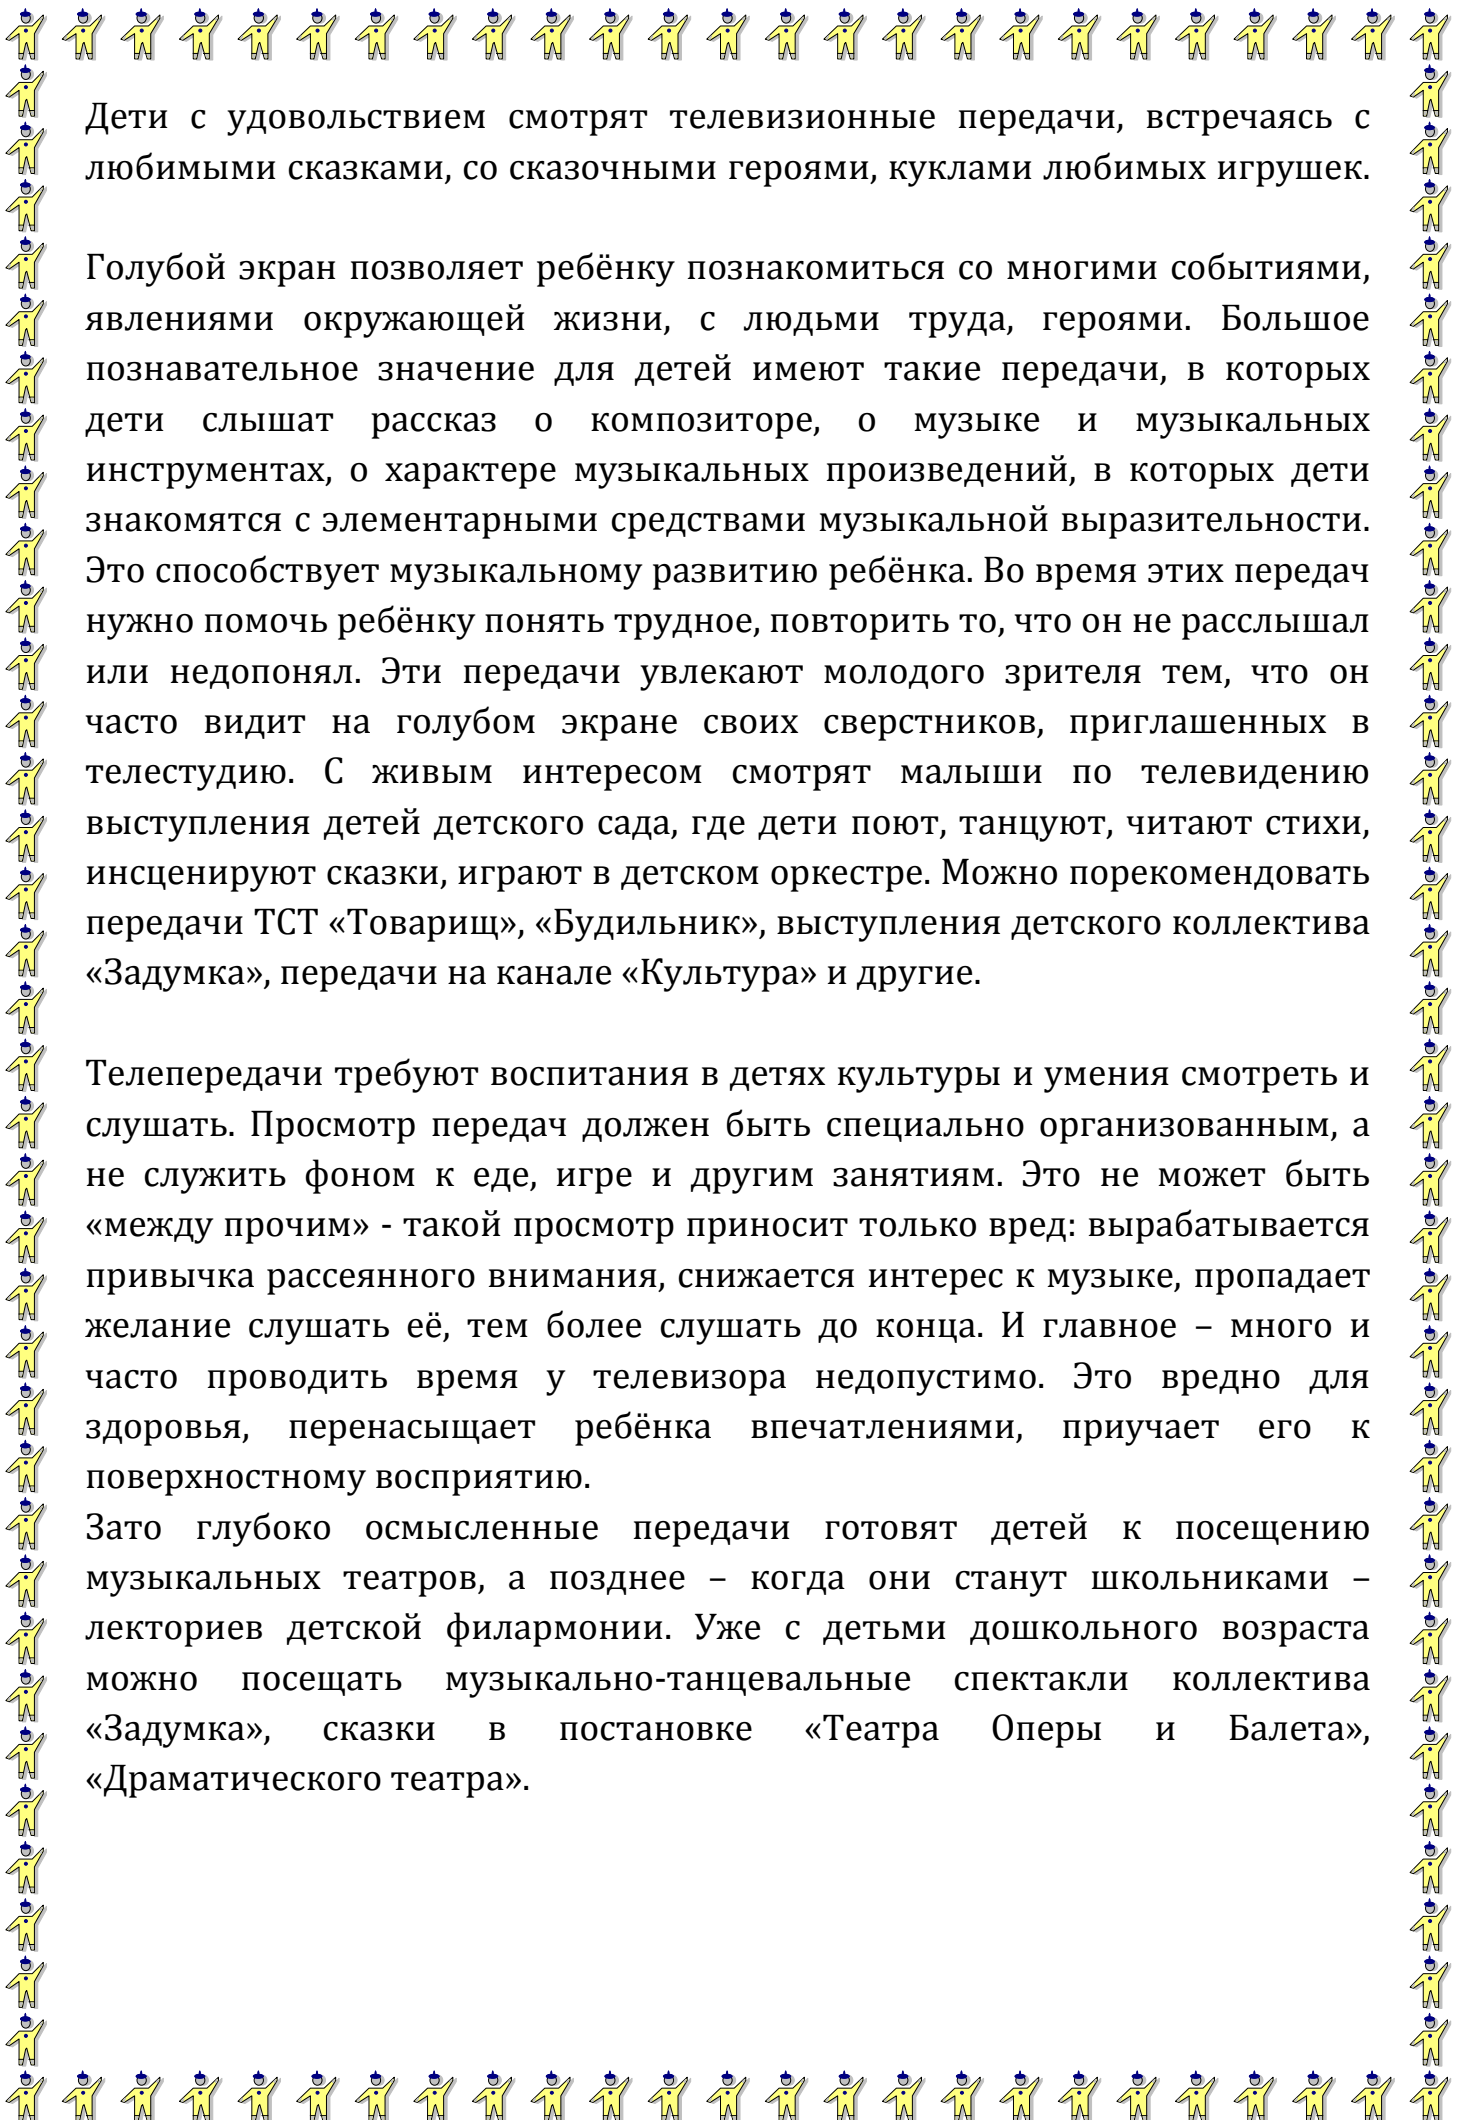 Дети с удовольствием смотрят телевизионные передачи, встречаясь с
любимыми сказками, со сказочными героями, куклами любимых игрушек.
Голубой экран позволяет ребёнку познакомиться со многими событиями,
явлениями окружающей жизни, с людьми труда, героями. Большое
познавательное значение для детей имеют такие передачи, в которых
дети слышат рассказ о композиторе, о музыке и музыкальных
инструментах, о характере музыкальных произведений, в которых дети
знакомятся с элементарными средствами музыкальной выразительности.
Это способствует музыкальному развитию ребёнка. Во время этих передач
нужно помочь ребёнку понять трудное, повторить то, что он не расслышал
или недопонял. Эти передачи увлекают молодого зрителя тем, что он
часто видит на голубом экране своих сверстников, приглашенных в
телестудию. С живым интересом смотрят малыши по телевидению
выступления детей детского сада, где дети поют, танцуют, читают стихи,
инсценируют сказки, играют в детском оркестре. Можно порекомендовать
передачи ТСТ «Товарищ», «Будильник», выступления детского коллектива
«Задумка», передачи на канале «Культура» и другие.
Телепередачи требуют воспитания в детях культуры и умения смотреть и
слушать. Просмотр передач должен быть специально организованным, а
не служить фоном к еде, игре и другим занятиям. Это не может быть
«между прочим» - такой просмотр приносит только вред: вырабатывается
привычка рассеянного внимания, снижается интерес к музыке, пропадает
желание слушать её, тем более слушать до конца. И главное – много и
часто проводить время у телевизора недопустимо. Это вредно для
здоровья, перенасыщает ребёнка впечатлениями, приучает его к
поверхностному восприятию.
Зато глубоко осмысленные передачи готовят детей к посещению
музыкальных театров, а позднее – когда они станут школьниками –
лекториев детской филармонии. Уже с детьми дошкольного возраста
можно посещать музыкально-танцевальные спектакли коллектива
«Задумка», сказки в постановке «Театра Оперы и Балета»,
«Драматического театра».